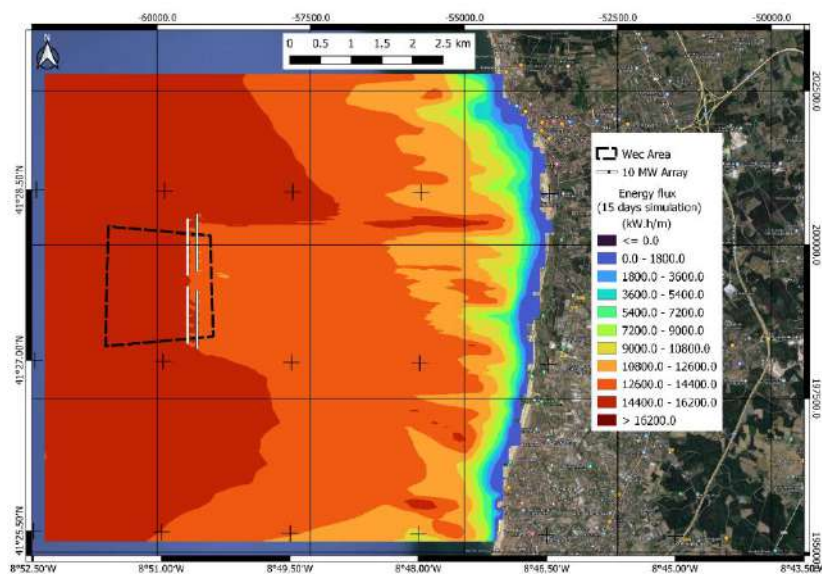 -60000.0 -57500.0 -55000.0 -52500.0 -50000.0
N
0 0.5 1 1.5 2 2.5 km
202500.0
41°28.50'N
Wec Area
10 MW Array
Energy flux
(15 days simulation)
(kW.h/m)
<= 0.0
0.0 - 1800.0
1800.0 - 3600.0
3600.0 - 5400.0
5400.0 - 7200.0
7200.0 - 9000.0
9000.0 - 10800.0
10800.0 - 12600.0
12600.0 - 14400.0
14400.0 - 16200.0
> 16200.0
200000.0
41°27.00'N
197500.0
41°25.50'N
195000.0
8°52.50'W 8°51.00'W 8°49.50'W 8°48.00'W 8°46.50'W 8°45.00'W 8°43.50'W